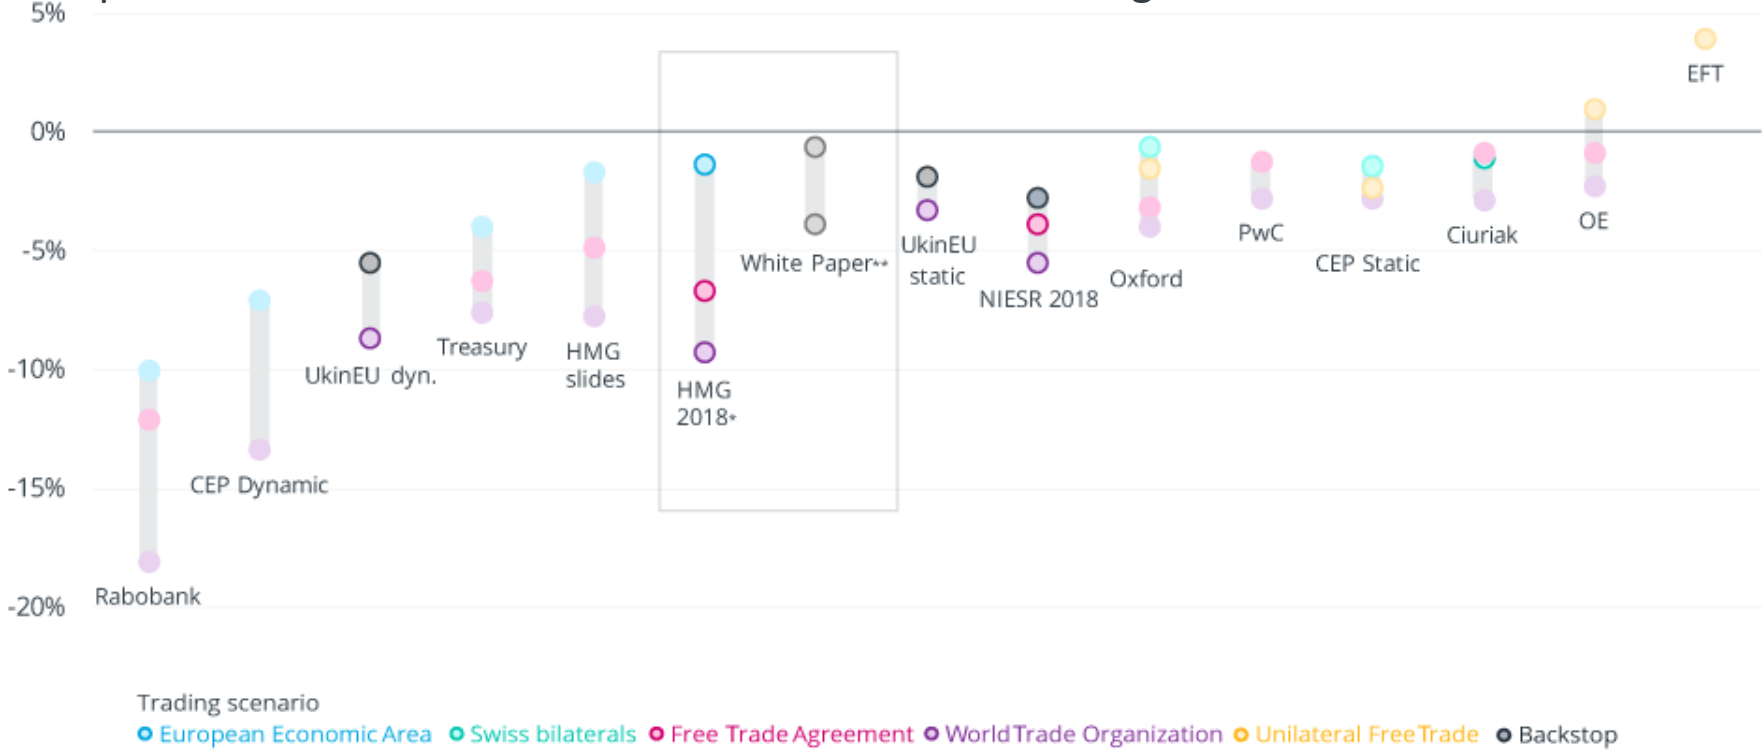 5%
EFT
0%
-5%
UkinEU
static
White Paper**
CEP Static
Ciuriak
PwC
OE
Oxford
NIESR 2018
Treasury
HMG
slides
-10%
UkinEU dyn.
HMG
2018*
-15%
CEP Dynamic
Rabobank
-20%
Trading scenario
European Economic Area Swiss bilaterals Free Trade Agreement World Trade Organization Unilateral Free Trade Backstop